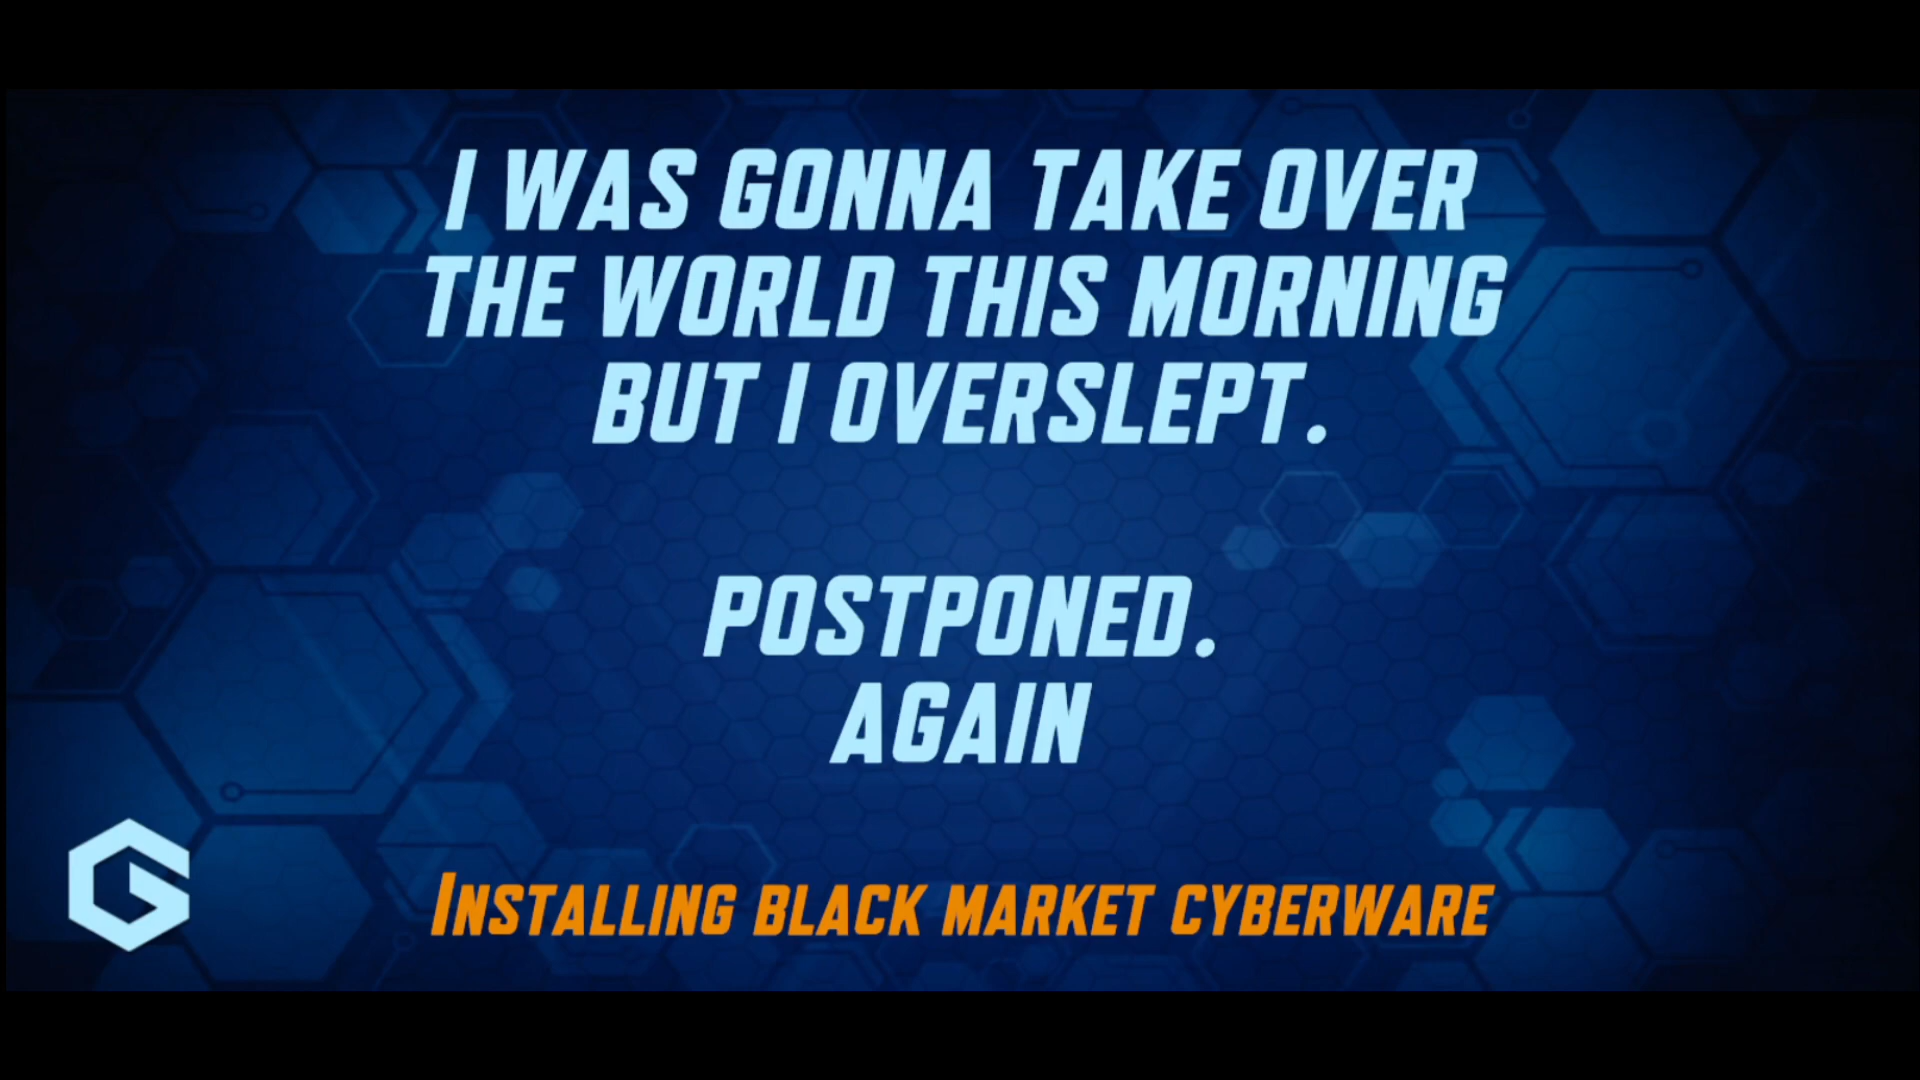 I WAS GONNA TAKE OVER
THE WORLD THIS MORNING
BUT I OVERSLEPT.
POSTPONED.
AGAIN
INSTALLING BLACK MARKET CYBERWARE
G